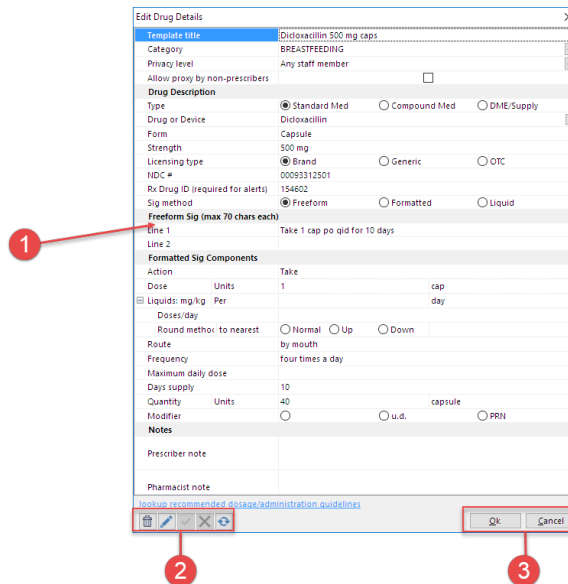 Edit Drug Details
Template title Dicloxacillin 500 mg caps
Category BREASTFEEDING
Privacy level Any staff member
Allow proxy by non-prescribers
Drug Description
Type Standard Med Compound Med DME/Supply
Drug or Device Dicloxacillin
Form Capsule
Strength 500 mg
Licensing type Brand Generic OTC
NDC # 00093312501
Rx Drug ID (required for alerts) 154602
Sig method Freeform Formatted Liquid
Freeform Sig (max 70 chars each)
1
Line 1 Take 1 cap po qid for 10 days
Line 2
Formatted Sig Components
Action Take
Dose Units 1 cap
Liquids: mg/kg Per day
Doses/day
Round method to nearest Normal Up Down
Route by mouth
Frequency four times a day
Maximum daily dose
Days supply 10
Quantity Units 40 capsule
Modifier u.d. PRN
Notes
Prescriber note
Pharmacist note
lookup recommended dosage/administration guidelines
Ok Cancel
2 3